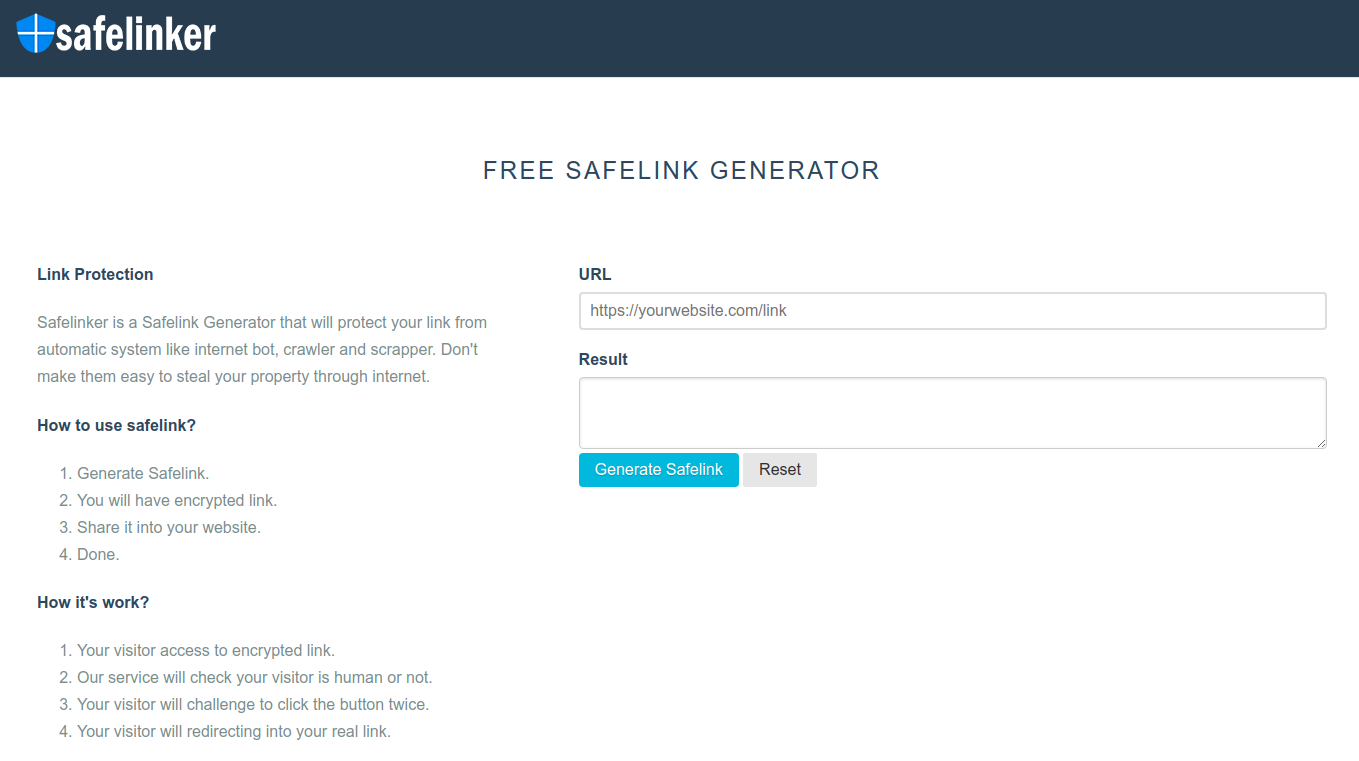 safelinker
FREE SAFELINK GENERATOR
Link Protection
Safelinker is a Safelink Generator that will protect your link from
automatic system like internet bot, crawler and scrapper. Don't
make them easy to steal your property through internet.
How to use safelink?
1. Generate Safelink.
2. You will have encrypted link.
3. Share it into your website.
4. Done.
How it's work?
1. Your visitor access to encrypted link.
2. Our service will check your visitor is human or not.
3. Your visitor will challenge to click the button twice.
4. Your visitor will redirecting into your real link.
URL
https://yourwebsite.com/link
Result
Generate Safelink
Reset